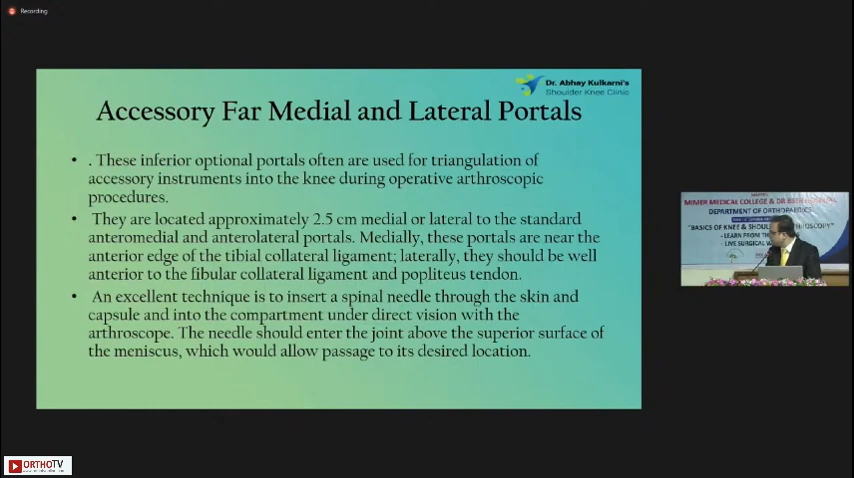 Recording
Dr. Abhay Kulkarni's
Shoulder Knee Clinic
Accessory Far Medial and Lateral Portals
• . These inferior optional portals often are used for triangulation of
accessory instruments into the knee during operative arthroscopic
procedures.
• They are located approximately 2.5 cm medial or lateral to the standard
anteromedial and anterolateral portals. Medially, these portals are near the
anterior edge of the tibial collateral ligament; laterally, they should be well
anterior to the fibular collateral ligament and popliteus tendon.
• An excellent technique is to insert a spinal needle through the skin and
capsule and into the compartment under direct vision with the
arthroscope. The needle should enter the joint above the superior surface of
the meniscus, which would allow passage to its desired location.
MIMER MEDICAL COLLEGE & DR BSTR
DEPARTMENT OF ORTHOPAEDICS
"BASICS OF KNEE & SHOULDER ARTHROSCOPY"
- LEARN FROM THE
- LIVE SURGICAL
ORTHOTV